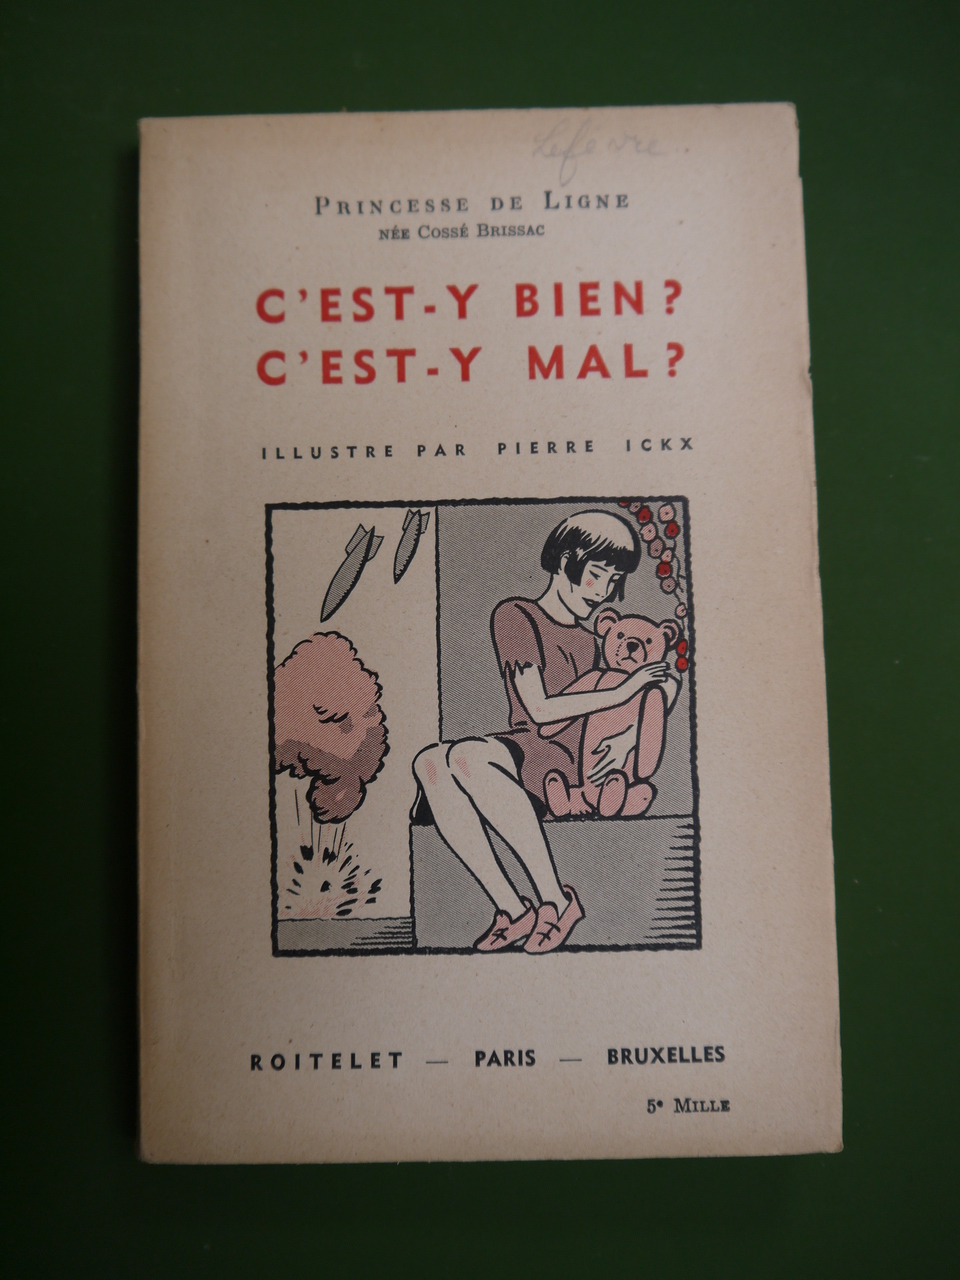 Lefevre.
PRINCESSE DE LIGNE
NÉE COSSÉ BRISSAC
C'EST-Y BIEN?
C'EST-Y MAL?
ILLUSTRE PAR PIERRE ICKX
ROITELET — PARIS — BRUXELLES
5e MILLE